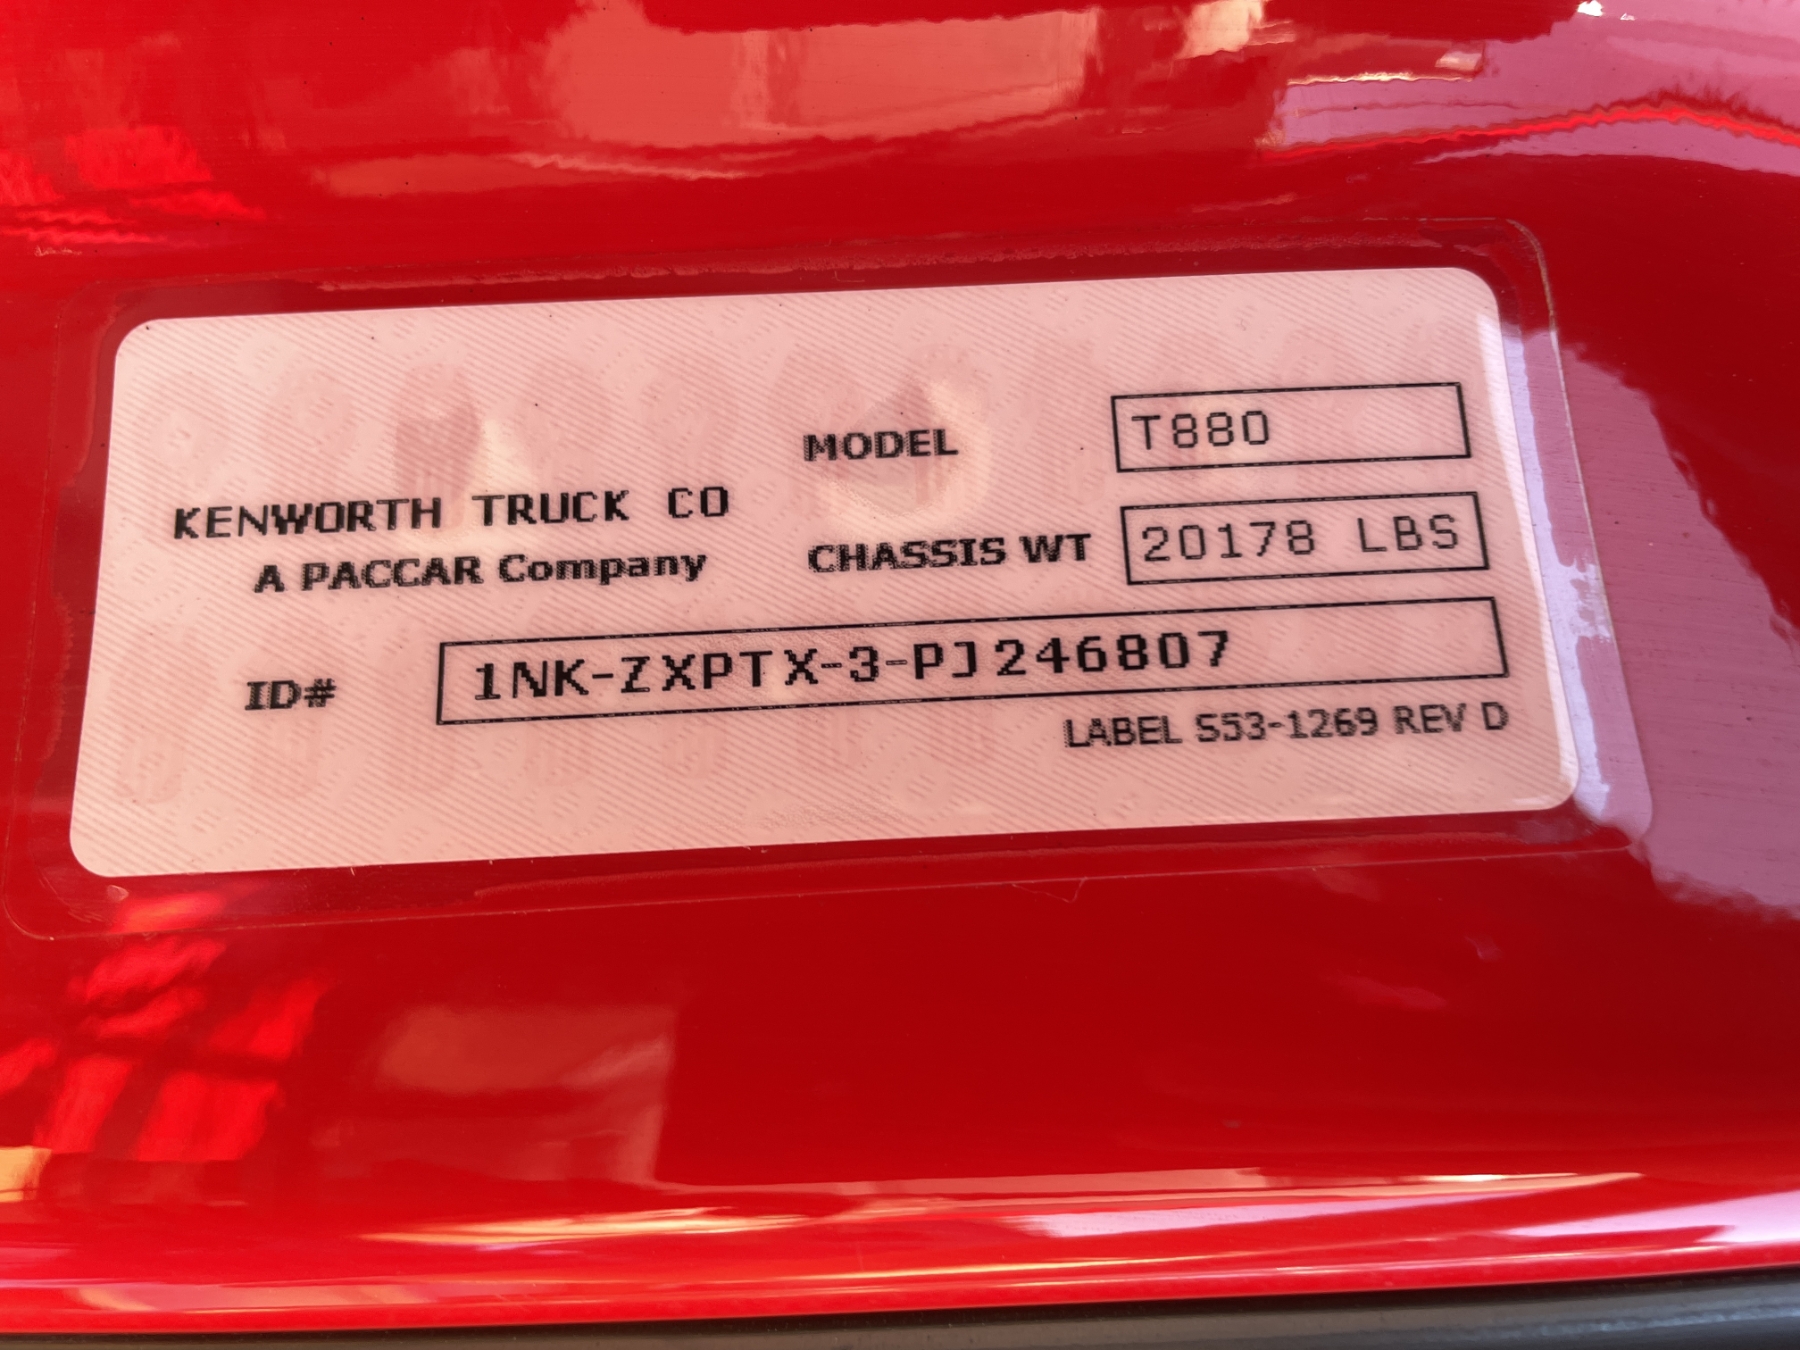 KENWORTH TRUCK CO
A PACCAR Company
MODEL T880
CHASSIS WT 20178 LBS
ID# 1NK-ZXPTX-3-PJ246807
LABEL S53-1269 REV D